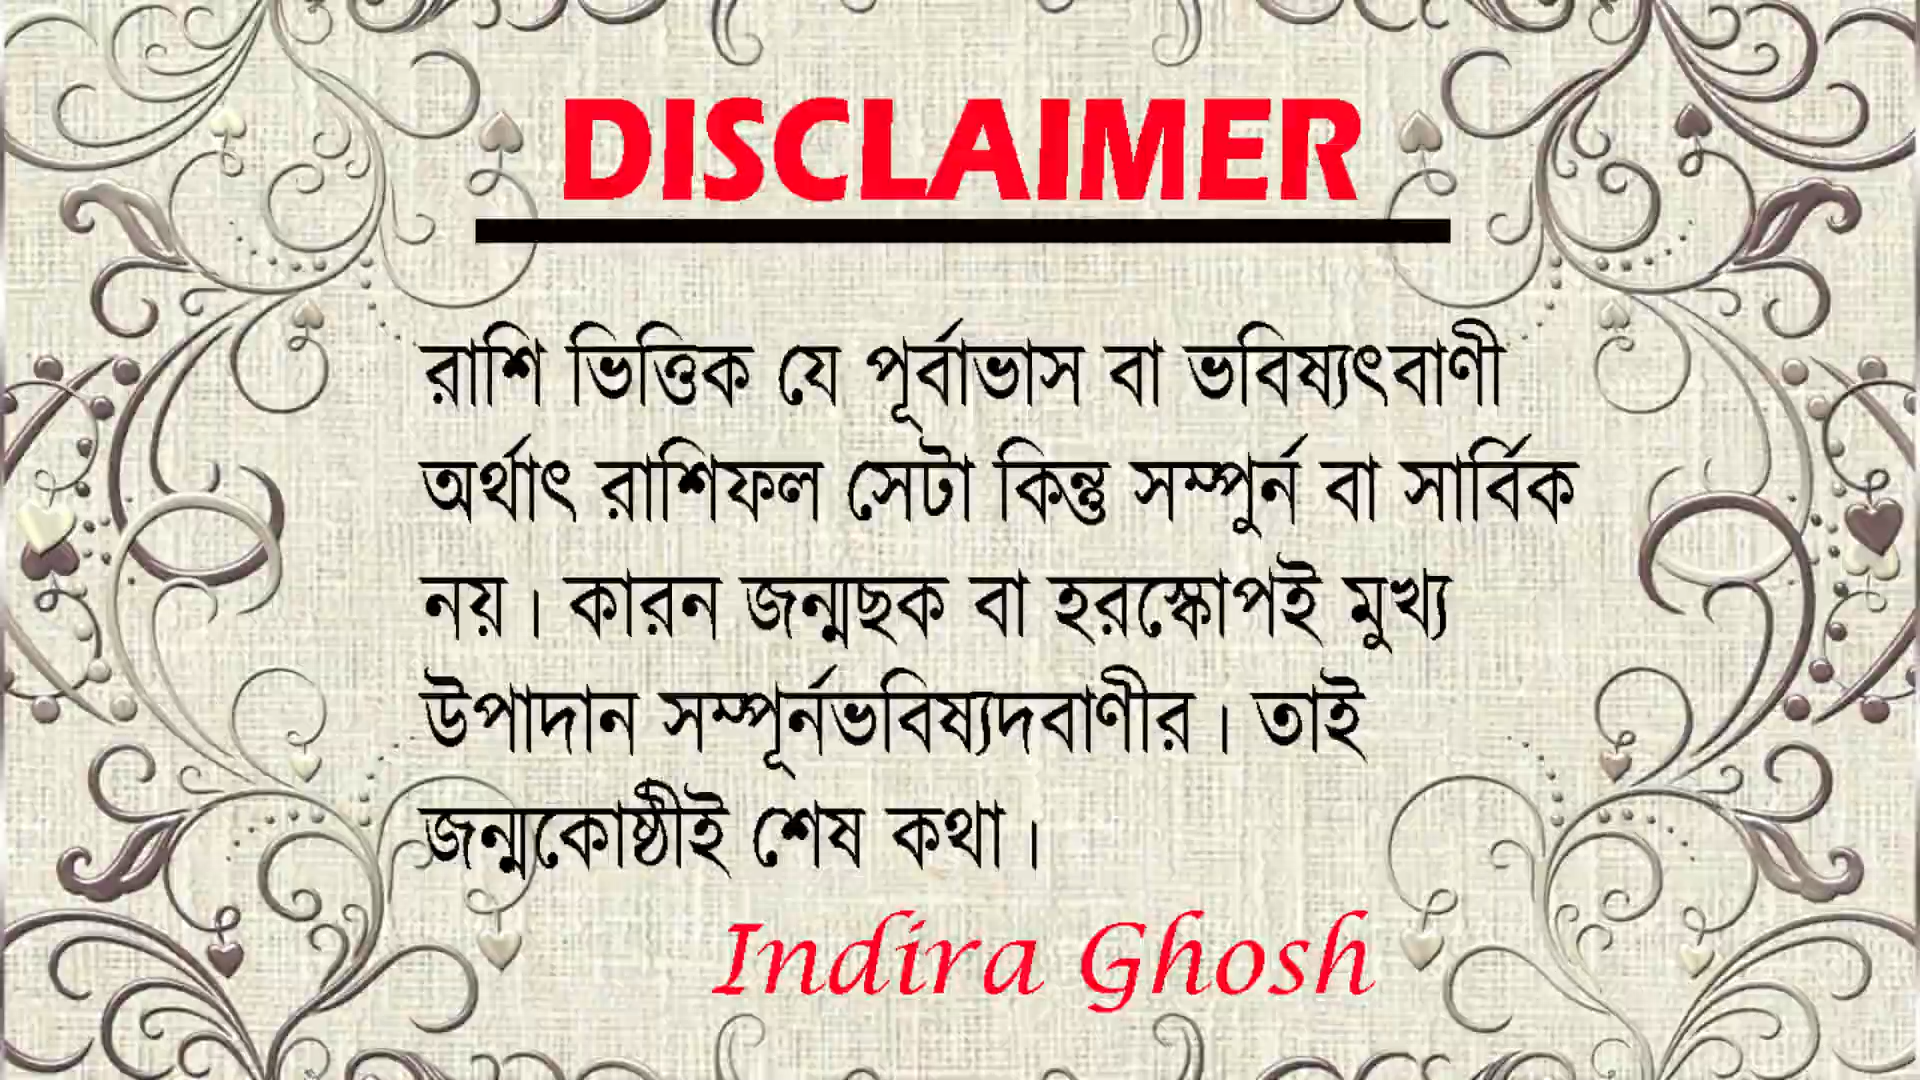 DISCLAIMER
রাশি ভিত্তিক যে পূর্বাভাস বা ভবিষ্যৎবাণী
অর্থাৎ রাশিফল সেটা কিন্তু সম্পুর্ন বা সার্বিক
নয়। কারন জন্মছক বা হরস্কোপই মুখ্য
উপাদান সম্পূর্নভবিষ্যদবাণীর। তাই
জন্মকোষ্ঠীই শেষ কথা।
Indira Ghosh